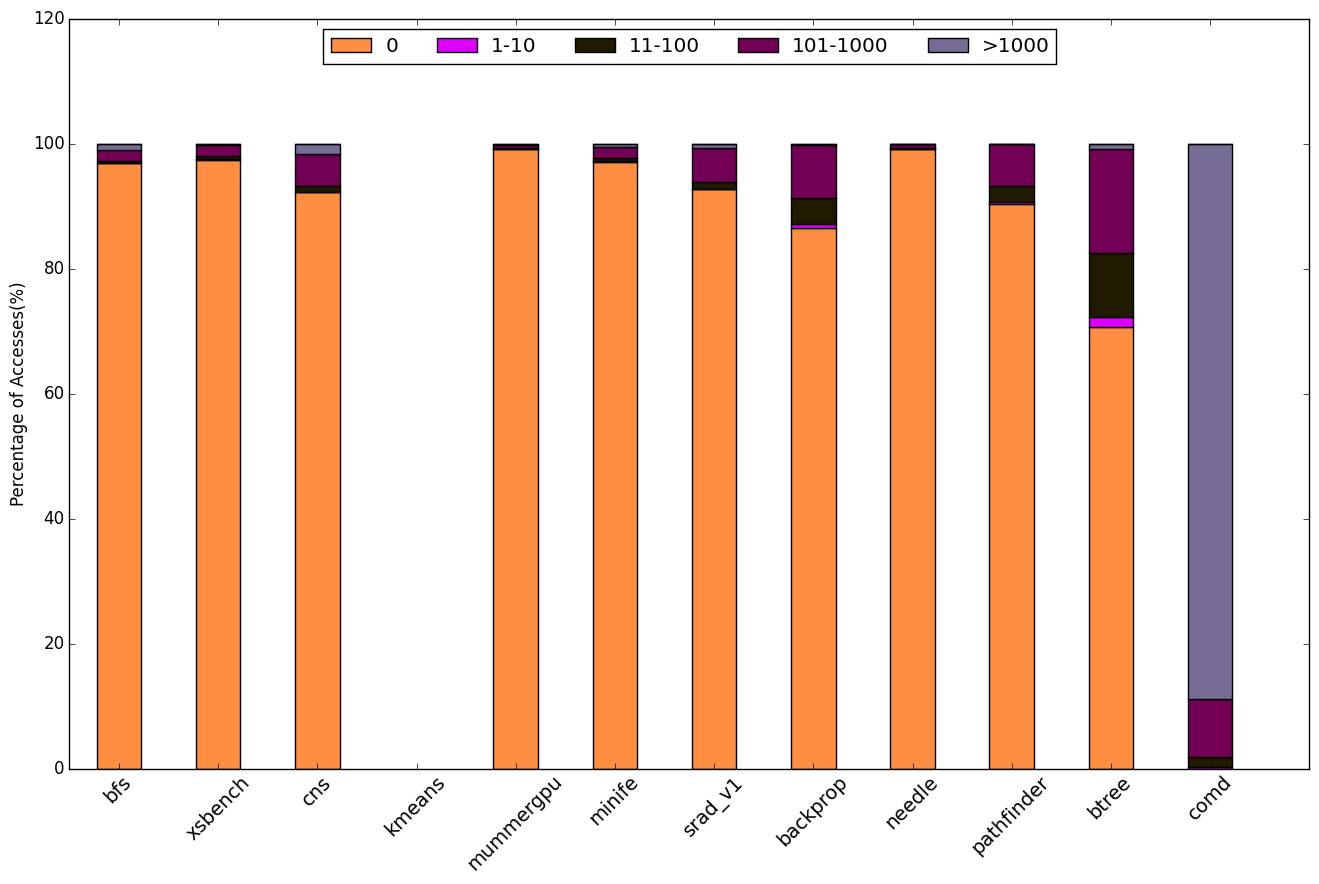 120
100
80
60
40
20
0
Percentage of Accesses(%)
0 1-10 11-100 101-1000 >1000
bfs xsbench cns kmeans mummergpu minife srad_v1 backprop needle pathfinder btree comd